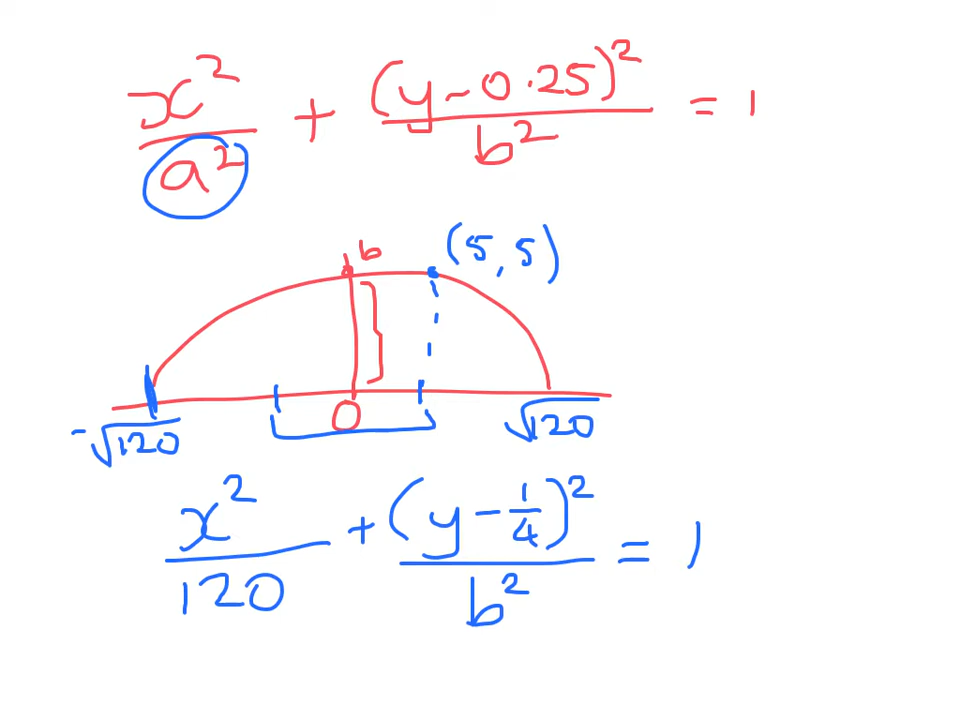 x²/a² + (y-0.25)²/b² = 1
b (5, 5)
0
-√120 √120
x²/120 + (y-1/4)²/b² = 1